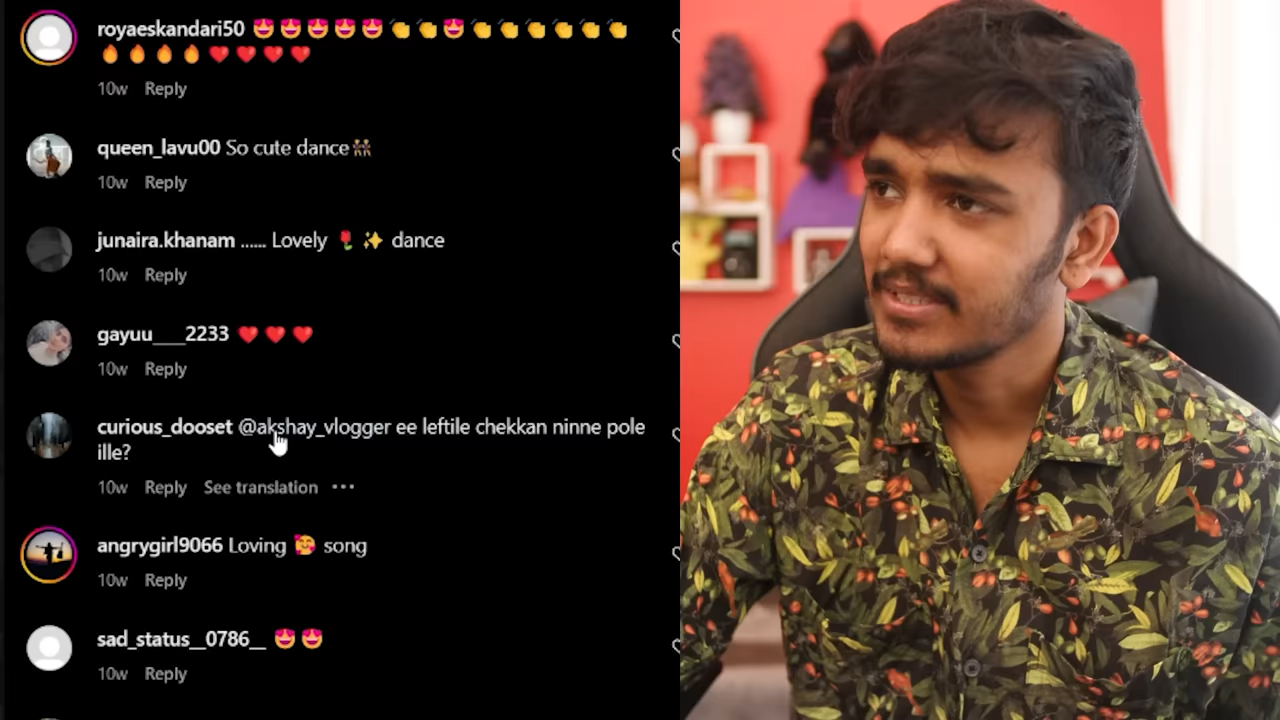 royaeskandari50 😍😍😍😍😍👏👏😍👏👏👏👏👏👏
🔥🔥🔥🔥❤️❤️❤️❤️
10w Reply
queen_lavu00 So cute dance👯
10w Reply
junaira.khanam ...... Lovely 🌹 ✨ dance
10w Reply
gayuu___2233 ❤️ ❤️ ❤️
10w Reply
curious_dooset @akshay_vlogger ee leftile chekkan ninne pole
ille?
10w Reply See translation •••
angrygirl9066 Loving 🥰 song
10w Reply
sad_status__0786__ 😍😍
10w Reply